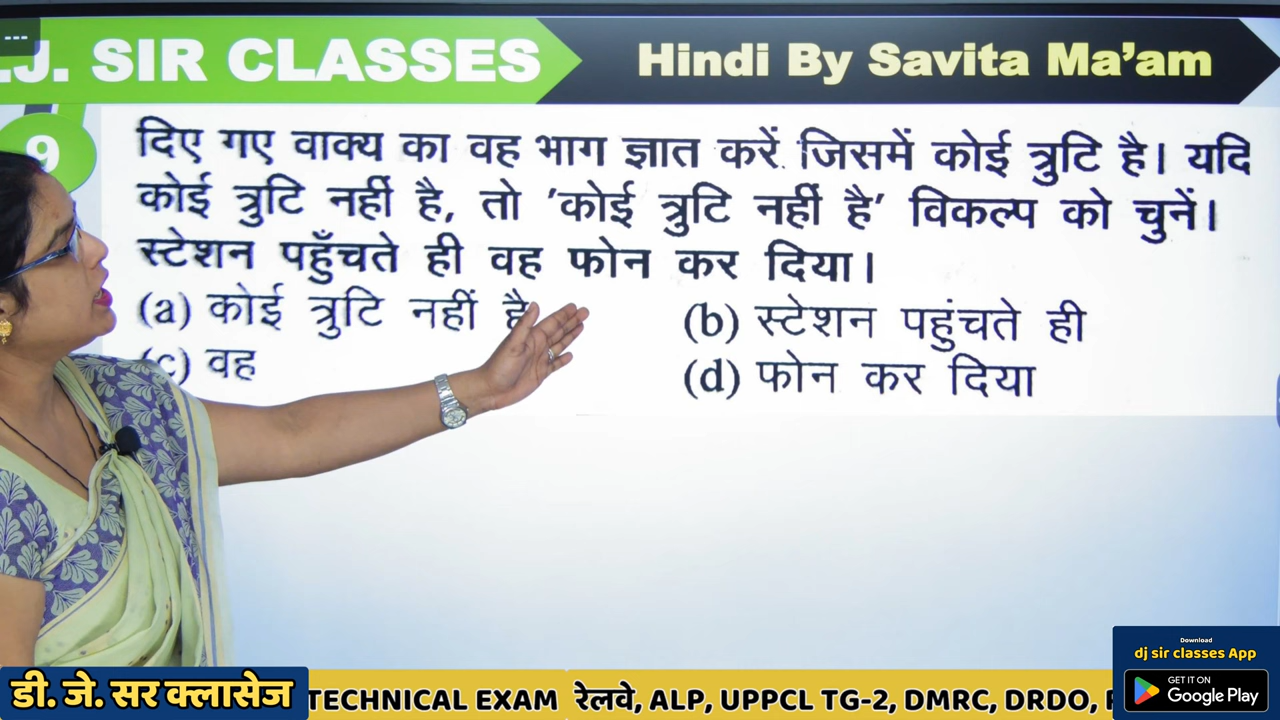 .J. SIR CLASSES
Hindi By Savita Ma’am
9
दिए गए वाक्य का वह भाग ज्ञात करें जिसमें कोई त्रुटि है। यदि
कोई त्रुटि नहीं है, तो ’कोई त्रुटि नहीं है’ विकल्प को चुनें।
स्टेशन पहुँचते ही वह फोन कर दिया।
(a) कोई त्रुटि नहीं है
(b) स्टेशन पहुंचते ही
(c) वह
(d) फोन कर दिया
Download
dj sir classes App
GET IT ON
Google Play
डी. जे. सर क्लासेज
TECHNICAL EXAM रेलवे, ALP, UPPCL TG-2, DMRC, DRDO,